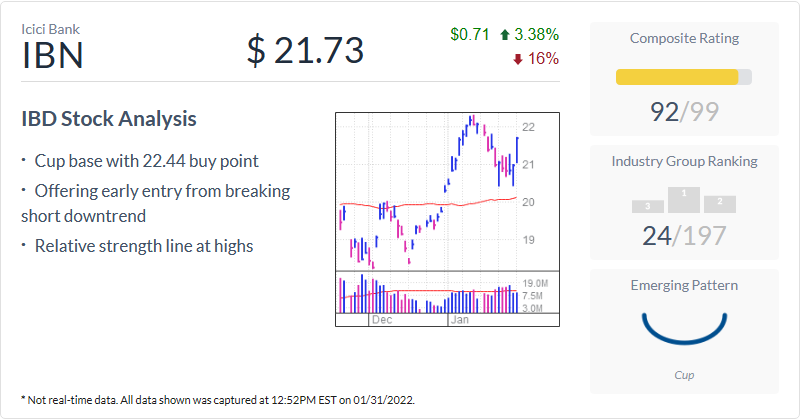 Icici Bank
IBN
$ 21.73
$0.71 3.38%
16%
IBD Stock Analysis
· Cup base with 22.44 buy point
· Offering early entry from breaking
short downtrend
· Relative strength line at highs
22
21
20
19
19.0M
7.5M
3.0M
Dec
Jan
Composite Rating
92/99
Industry Group Ranking
3
1
2
24/197
Emerging Pattern
Cup
* Not real-time data. All data shown was captured at 12:52PM EST on 01/31/2022.